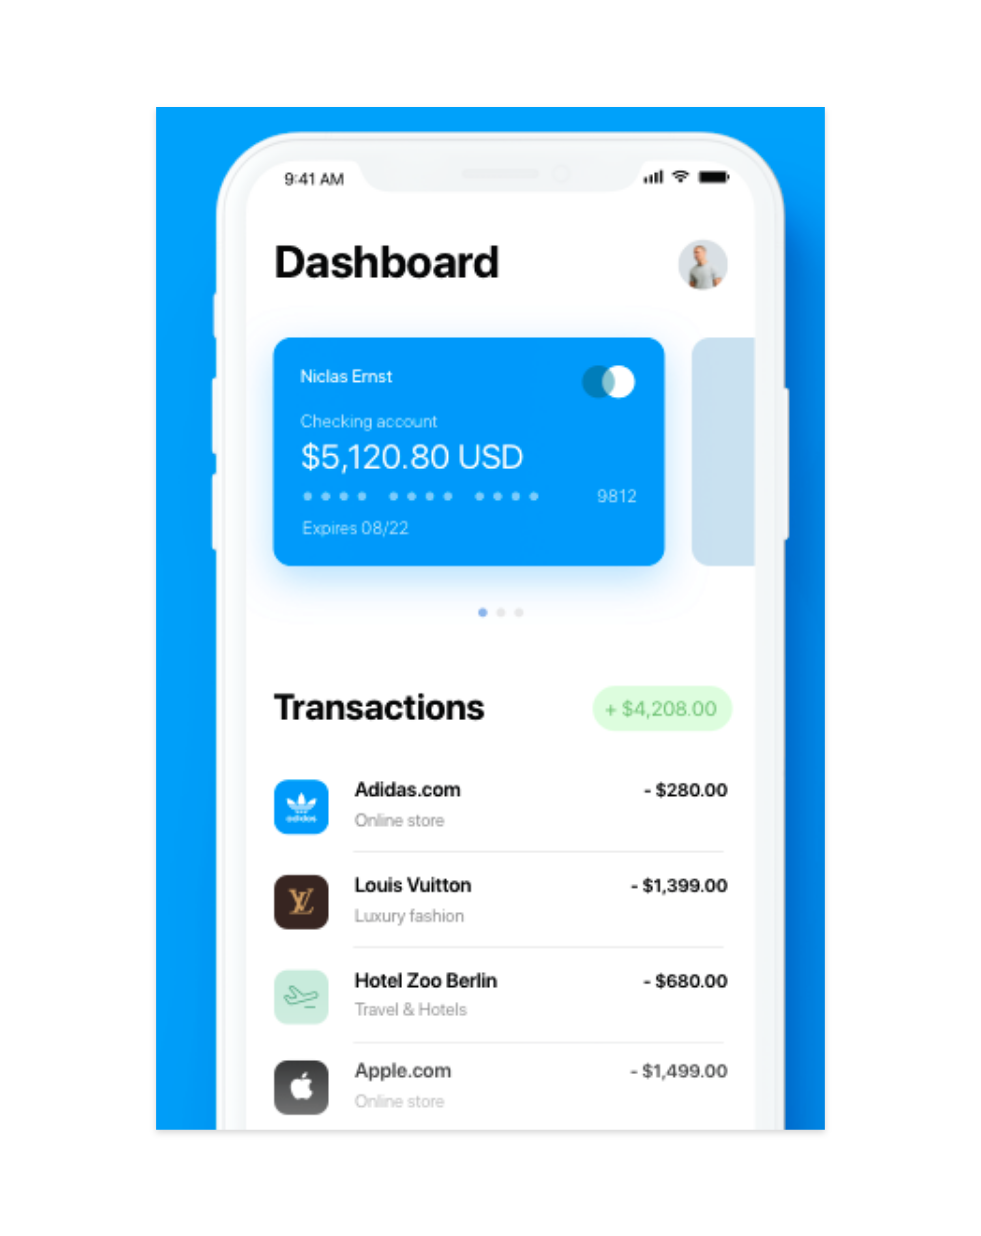 9:41 AM
Dashboard
Niclas Ernst
Checking account
$5,120.80 USD
•••• •••• •••• 9812
Expires 08/22
Transactions
+ $4,208.00
adidas
Adidas.com
- $280.00
Online store
LV
Louis Vuitton
- $1,399.00
Luxury fashion
Hotel Zoo Berlin
- $680.00
Travel & Hotels
Apple.com
- $1,499.00
Online store